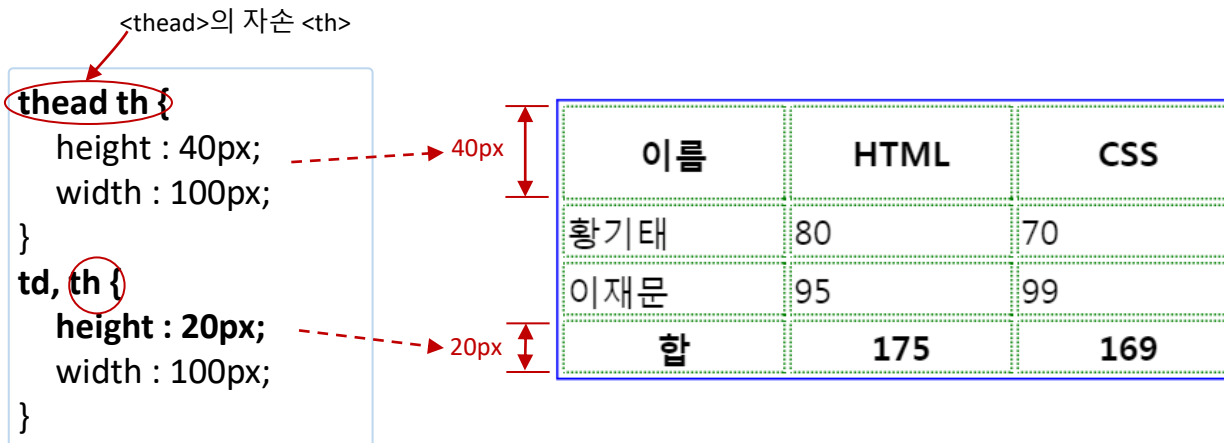 <thead>의 자손 <th>
thead th {
height : 40px;
width : 100px;
}
td, th {
height : 20px;
width : 100px;
}
40px
20px
이름 HTML CSS
황기태 80 70
이재문 95 99
합 175 169